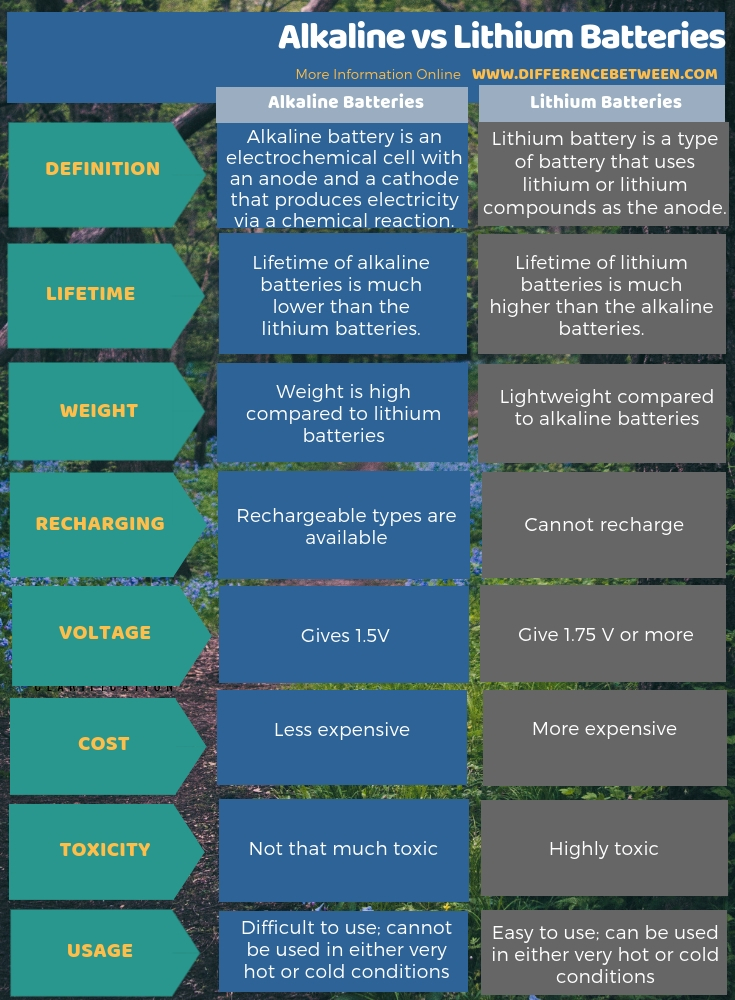 Alkaline vs Lithium Batteries
More Information Online WWW.DIFFERENCEBETWEEN.COM
Alkaline Batteries
Lithium Batteries
DEFINITION
Alkaline battery is an
electrochemical cell with
an anode and a cathode
that produces electricity
via a chemical reaction.
Lithium battery is a type
of battery that uses
lithium or lithium
compounds as the anode.
LIFETIME
Lifetime of alkaline
batteries is much
lower than the
lithium batteries.
Lifetime of lithium
batteries is much
higher than the alkaline
batteries.
WEIGHT
Weight is high
compared to lithium
batteries
Lightweight compared
to alkaline batteries
RECHARGING
Rechargeable types are
available
Cannot recharge
VOLTAGE
Gives 1.5V
Give 1.75 V or more
COST
Less expensive
More expensive
TOXICITY
Not that much toxic
Highly toxic
USAGE
Difficult to use; cannot
be used in either very
hot or cold conditions
Easy to use; can be used
in either very hot or cold
conditions